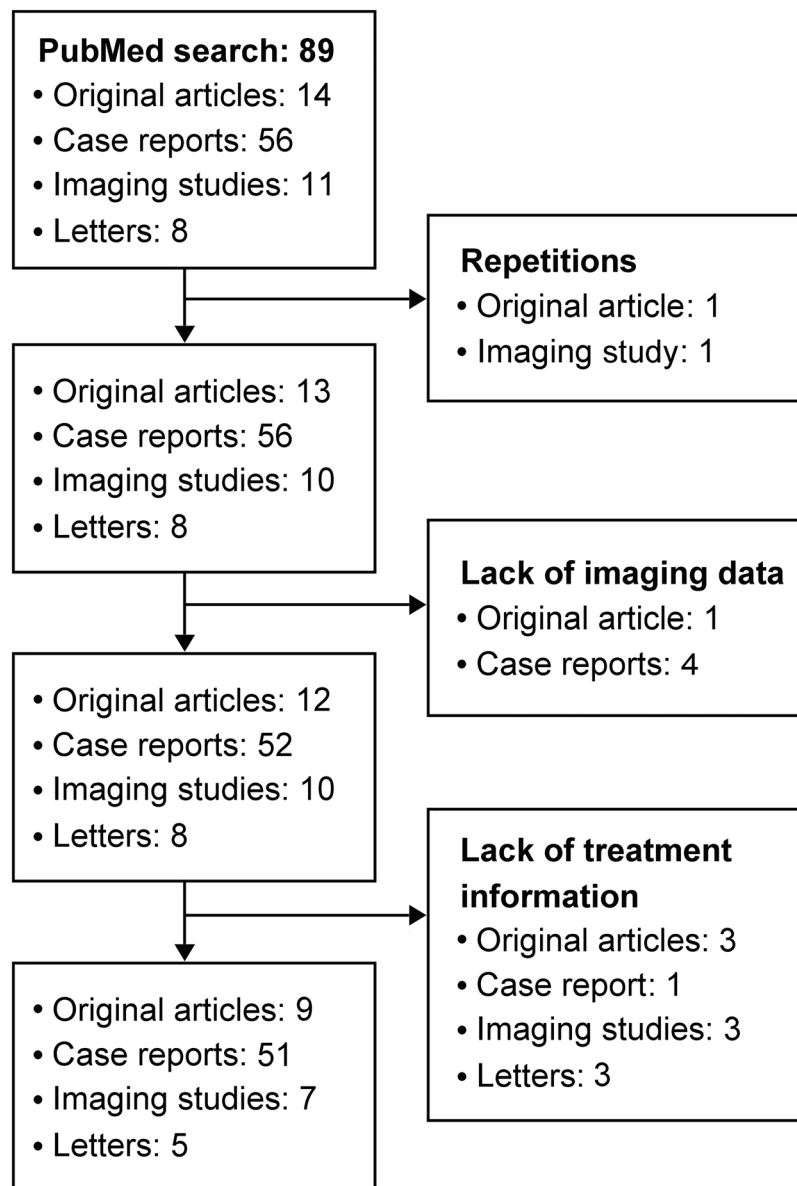 PubMed search: 89
• Original articles: 14
• Case reports: 56
• Imaging studies: 11
• Letters: 8
Repetitions
• Original article: 1
• Imaging study: 1
• Original articles: 13
• Case reports: 56
• Imaging studies: 10
• Letters: 8
Lack of imaging data
• Original article: 1
• Case reports: 4
• Original articles: 12
• Case reports: 52
• Imaging studies: 10
• Letters: 8
Lack of treatment
information
• Original articles: 3
• Case report: 1
• Imaging studies: 3
• Letters: 3
• Original articles: 9
• Case reports: 51
• Imaging studies: 7
• Letters: 5